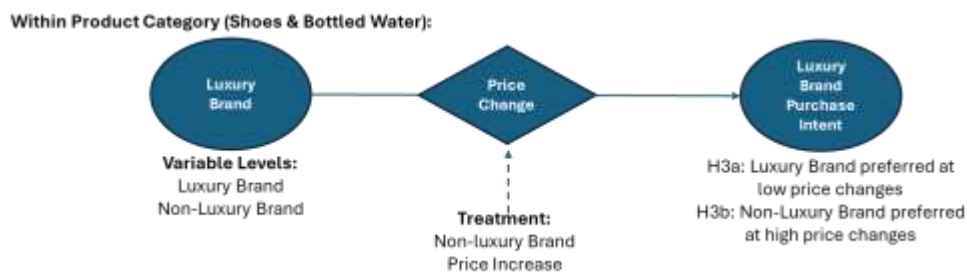 Within Product Category (Shoes & Bottled Water):
Luxury
Brand
Price
Change
Luxury
Brand
Purchase
Intent
Variable Levels:
Luxury Brand
Non-Luxury Brand
Treatment:
Non-luxury Brand
Price Increase
H3a: Luxury Brand preferred at
low price changes
H3b: Non-Luxury Brand preferred
at high price changes